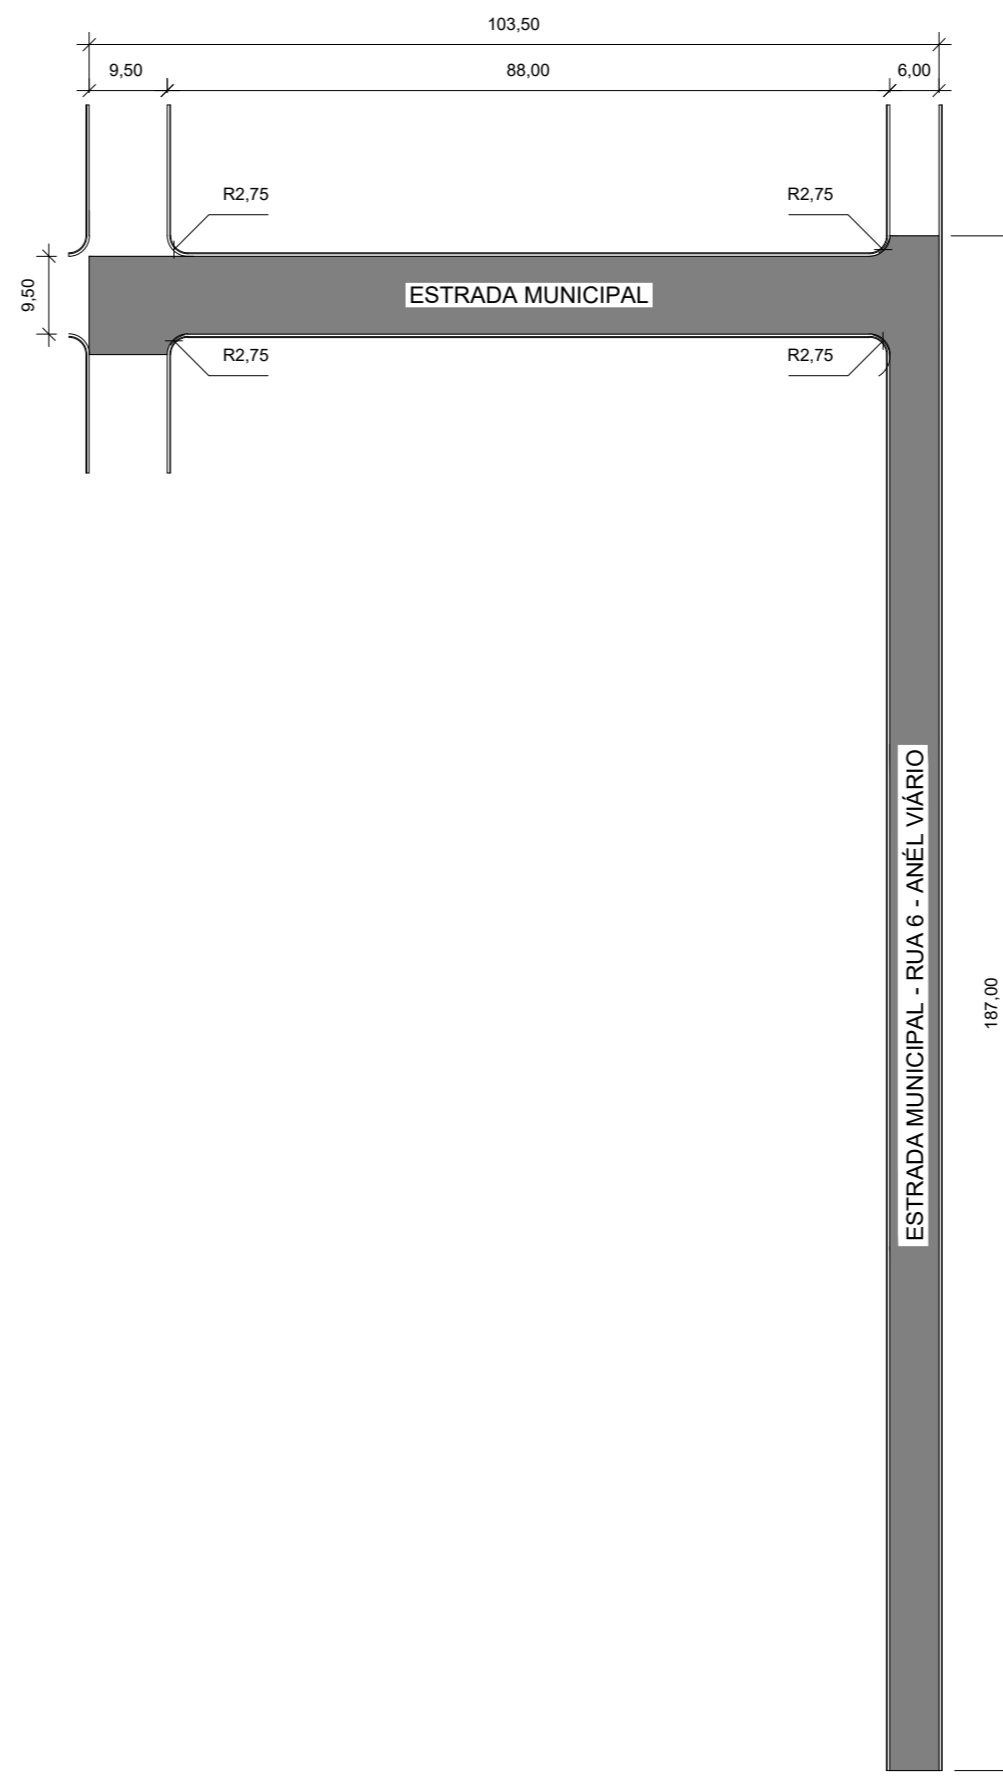 103,50
9,50
88,00
6,00
R2,75
R2,75
9,50
ESTRADA MUNICIPAL
R2,75
R2,75
ESTRADA MUNICIPAL - RUA 6 - ANÉL VIÁRIO
187,00